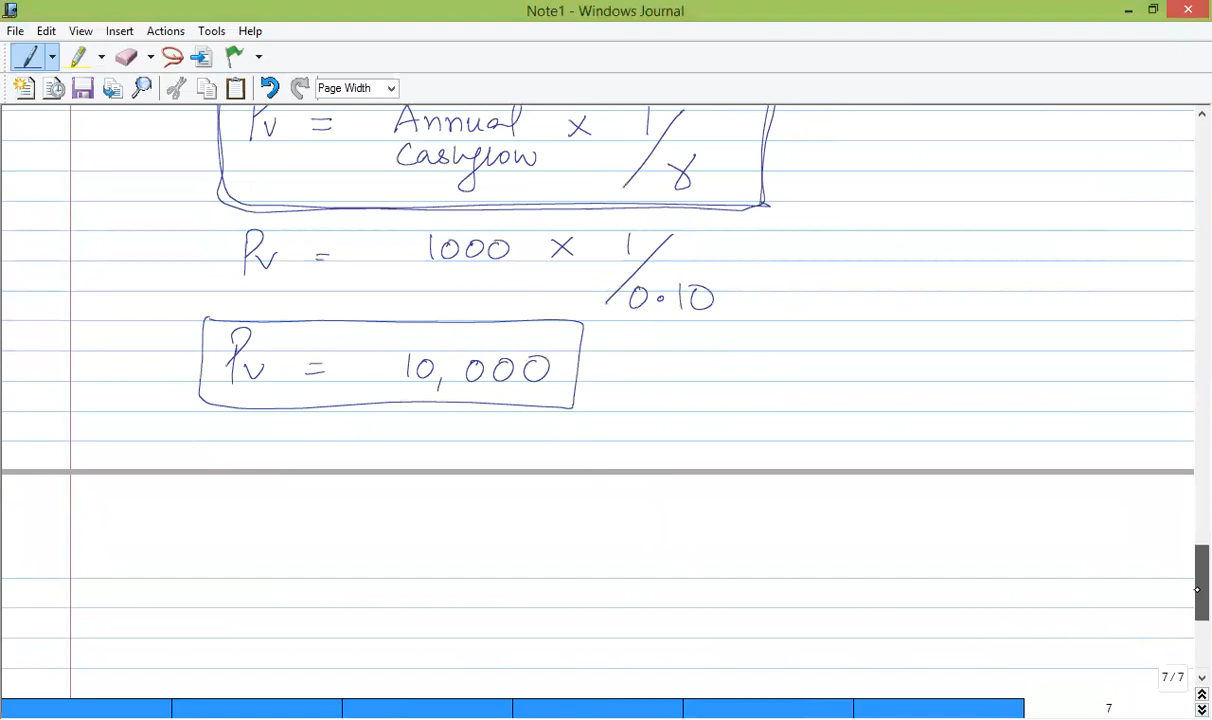 Note1 - Windows Journal
File Edit View Insert Actions Tools Help
Page Width
Pv = Annual Cashflow × 1/r
Pv = 1000 × 1/0.10
Pv = 10,000
7 / 7
7